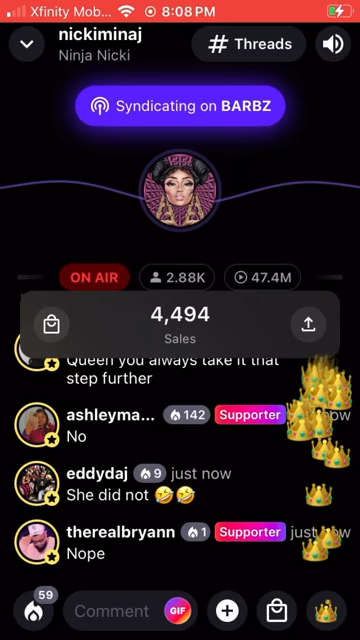 Xfinity Mob... 8:08 PM
nickiminaj
Ninja Nicki
# Threads
Syndicating on BARBZ
ON AIR 2.88K 47.4M
4,494
Sales
Queen you always take it that
step further
ashleyma... 142 Supporter now
No
eddydaj 9 just now
She did not 🤣🤣
therealbryann 1 Supporter just now
Nope
59
Comment GIF